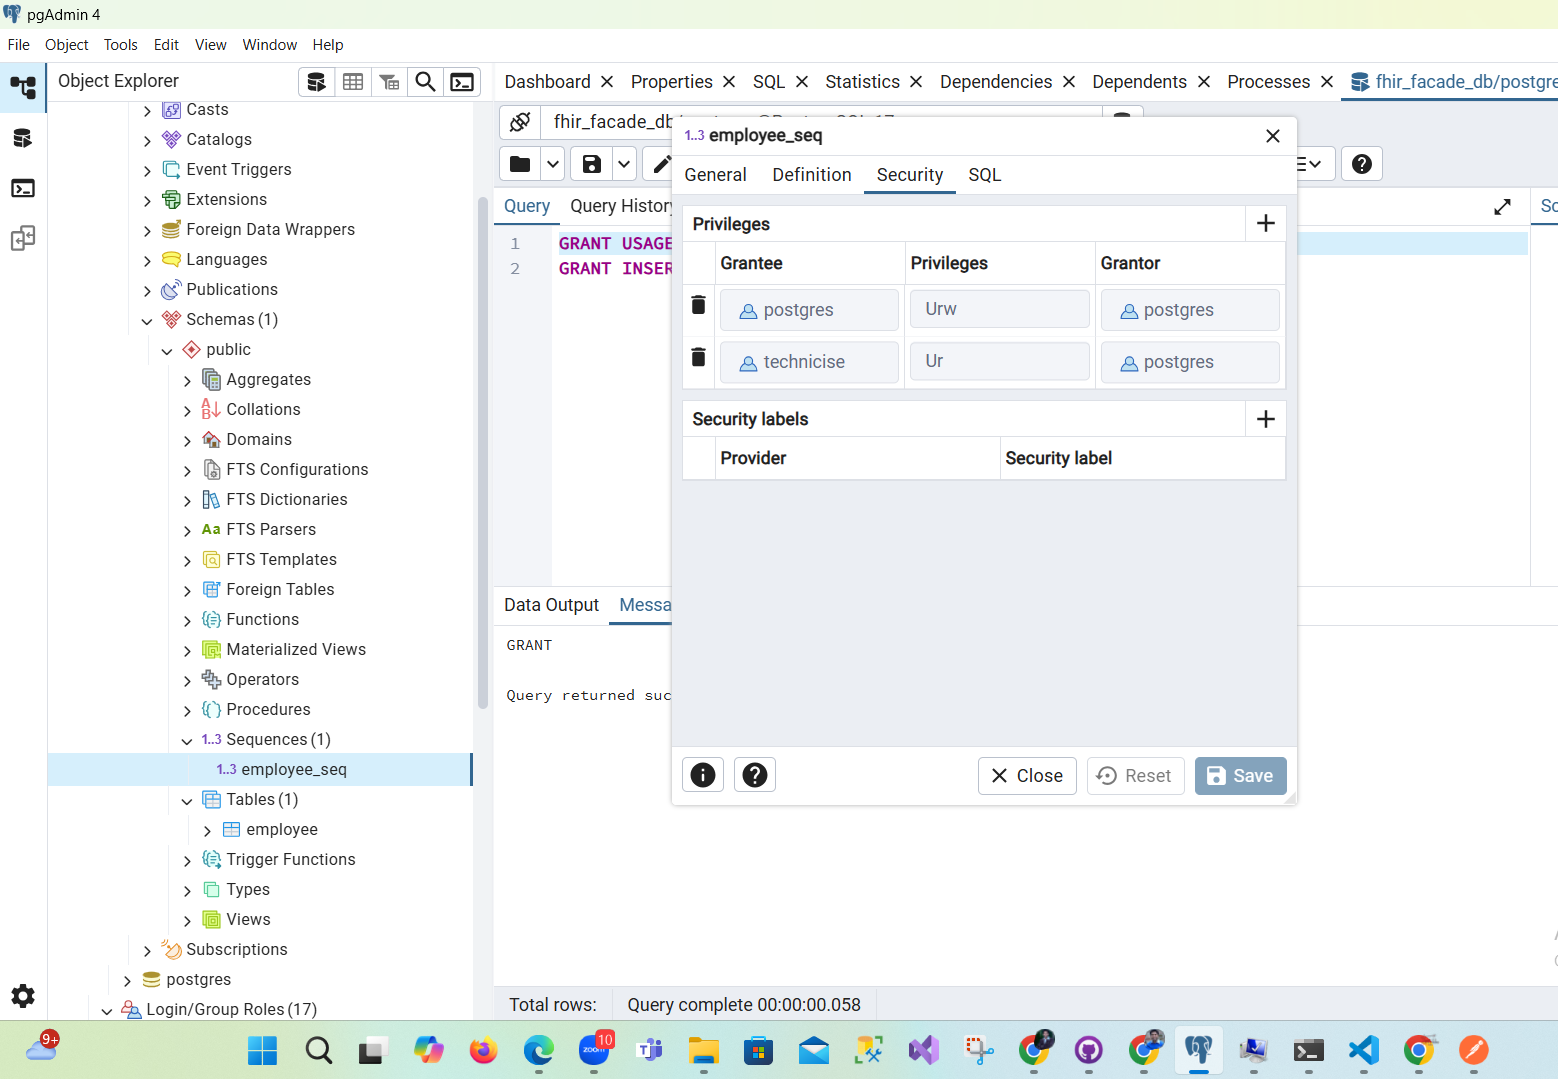 pgAdmin 4
File Object Tools Edit View Window Help
Object Explorer
Dashboard Properties SQL Statistics Dependencies Dependents Processes fhir_facade_db/postgre
Casts
Catalogs
Event Triggers
Extensions
Foreign Data Wrappers
Languages
Publications
Schemas (1)
public
Aggregates
Collations
Domains
FTS Configurations
FTS Dictionaries
Aa FTS Parsers
FTS Templates
Foreign Tables
Functions
Materialized Views
Operators
Procedures
1..3 Sequences (1)
1..3 employee_seq
Tables (1)
employee
Trigger Functions
Types
Views
Subscriptions
postgres
Login/Group Roles (17)
fhir_facade_db
Query Query History
Sc
1 GRANT USAGE
2 GRANT INSER
1..3 employee_seq
General Definition Security SQL
Privileges
Grantee Privileges Grantor
postgres Urw postgres
technicise Ur postgres
Security labels
Provider Security label
Close Reset Save
Data Output Messa
GRANT
Query returned suc
Total rows: Query complete 00:00:00.058
9+
zoom
10